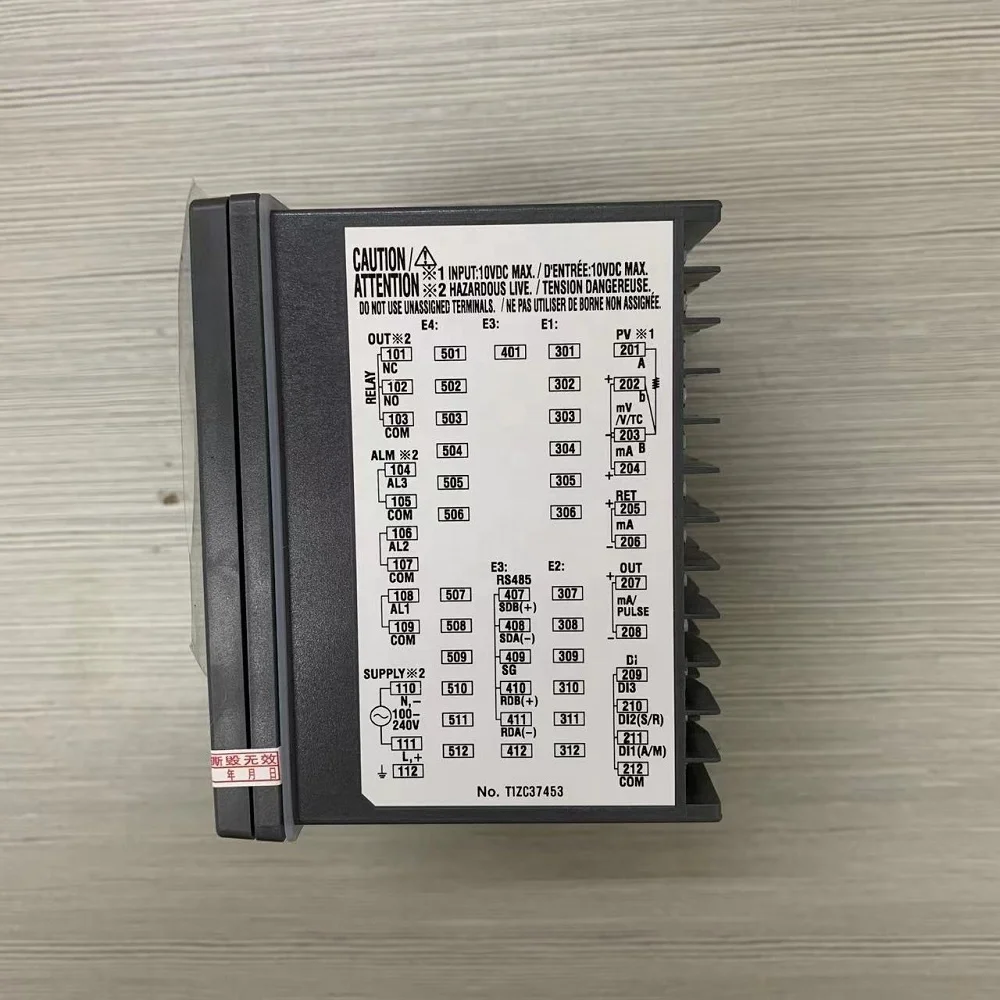 CAUTION/⚠
ATTENTION
※1 INPUT:10VDC MAX. / D'ENTRÉE:10VDC MAX.
※2 HAZARDOUS LIVE. / TENSION DANGEREUSE.
DO NOT USE UNASSIGNED TERMINALS. / NE PAS UTILISER DE BORNE NON ASSIGNÉE.
OUT※2
RELAY
101
NC
102
NO
103
COM
ALM ※2
104
AL3
105
COM
106
AL2
107
COM
108
AL1
109
COM
SUPPLY※2
110
N,−
100−
240V
111
L,+
112
E4:
501
502
503
504
505
506
507
508
509
510
511
512
E3:
401
E3:
RS485
407
SDB(+)
408
SDA(−)
409
SG
410
RDB(+)
411
RDA(−)
412
E1:
301
302
303
304
305
306
E2:
307
308
309
310
311
312
PV ※1
201
A
+
202
b
mV
/V/TC
−
203
B
mA
204
+
RET
+
205
mA
−
206
OUT
+
207
mA/
PULSE
−
208
DI
209
DI3
210
DI2(S/R)
211
DI1(A/M)
212
COM
No. T1ZC37453
撕毁无效
年 月 日